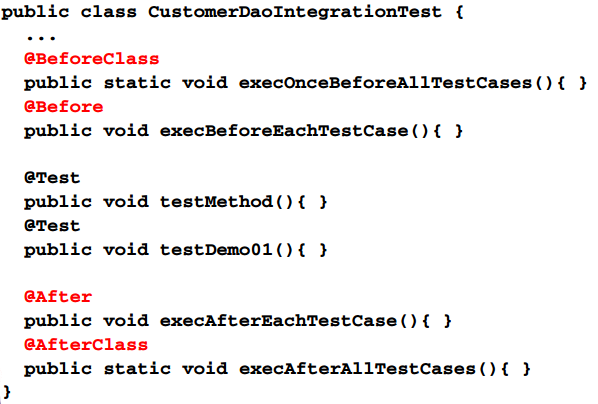 public class CustomerDaoIntegrationTest {
...
@BeforeClass
public static void execOnceBeforeAllTestCases(){ }
@Before
public void execBeforeEachTestCase(){ }
@Test
public void testMethod(){ }
@Test
public void testDemo01(){ }
@After
public void execAfterEachTestCase(){ }
@AfterClass
public static void execAfterAllTestCases(){ }
}